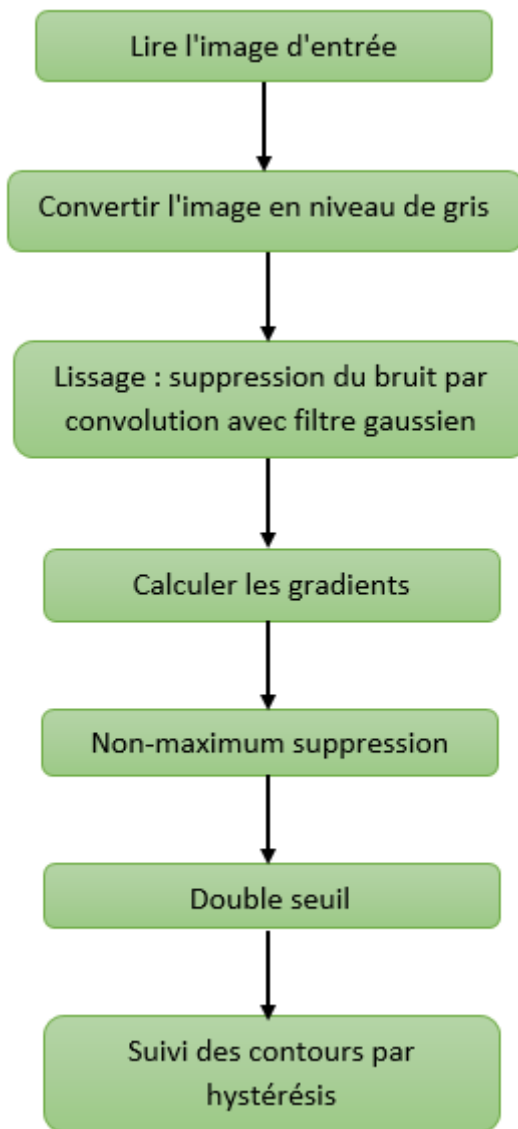 Lire l'image d'entrée
Convertir l'image en niveau de gris
Lissage : suppression du bruit par
convolution avec filtre gaussien
Calculer les gradients
Non-maximum suppression
Double seuil
Suivi des contours par
hystérésis